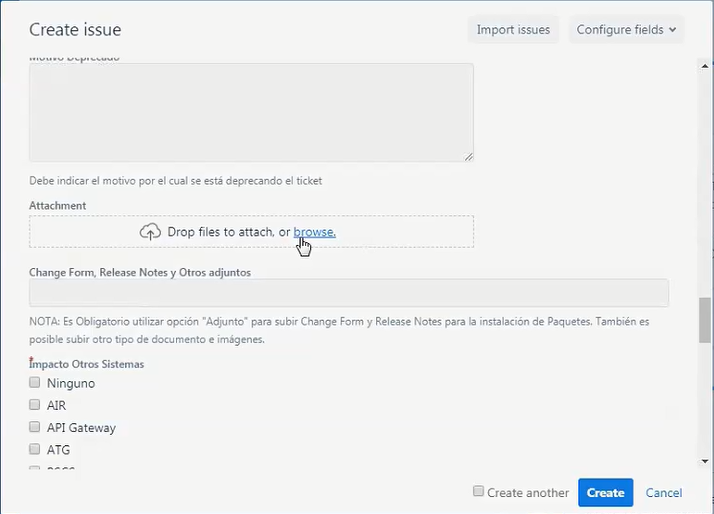 Create issue
Import issues
Configure fields
Motivo Deprecado
Debe indicar el motivo por el cual se está deprecando el ticket
Attachment
Drop files to attach, or browse.
Change Form, Release Notes y Otros adjuntos
NOTA: Es Obligatorio utilizar opción "Adjunto" para subir Change Form y Release Notes para la instalación de Paquetes. También es
posible subir otro tipo de documento e imágenes.
*Impacto Otros Sistemas
Ninguno
AIR
API Gateway
ATG
Create another
Create
Cancel